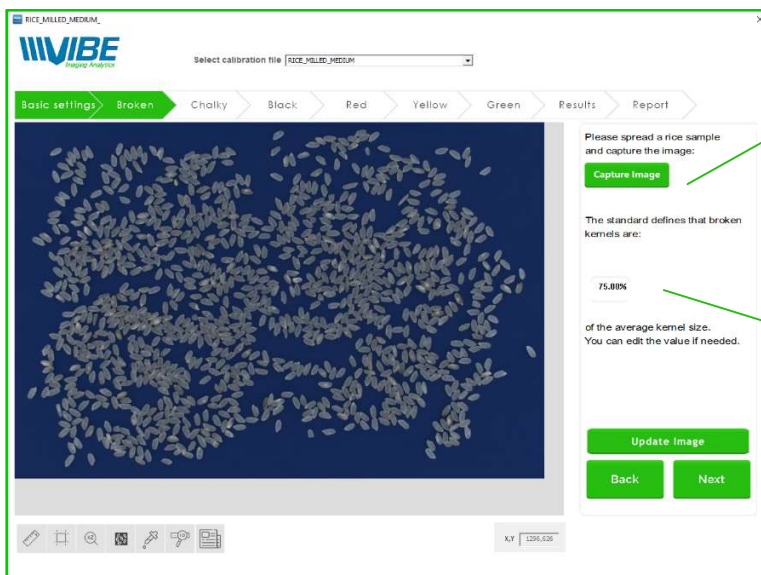 RICE_MILLED_MEDIUM_
VIBE
Imaging Analytics
Select calibration file RICE_MILLED_MEDIUM
Basic settings Broken Chalky Black Red Yellow Green Results Report
Please spread a rice sample
and capture the image:
Capture Image
The standard defines that broken
kernels are:
75.00%
of the average kernel size.
You can edit the value if needed.
Update Image
Back Next
X,Y 1296,626